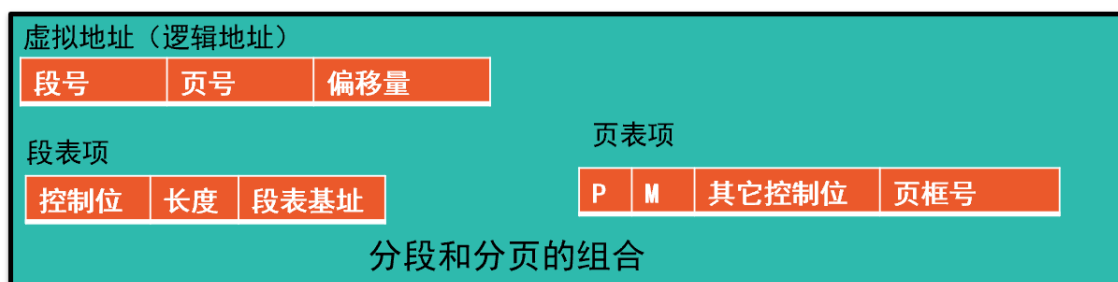 虚拟地址（逻辑地址）
段号 页号 偏移量
段表项
控制位 长度 段表基址
页表项
P M 其它控制位 页框号
分段和分页的组合